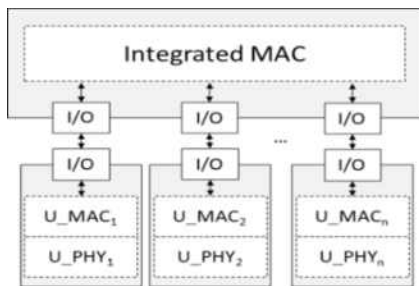 Integrated MAC
I/O I/O I/O
...
I/O I/O I/O
U_MAC₁ U_MAC₂ U_MACₙ
U_PHY₁ U_PHY₂ U_PHYₙ